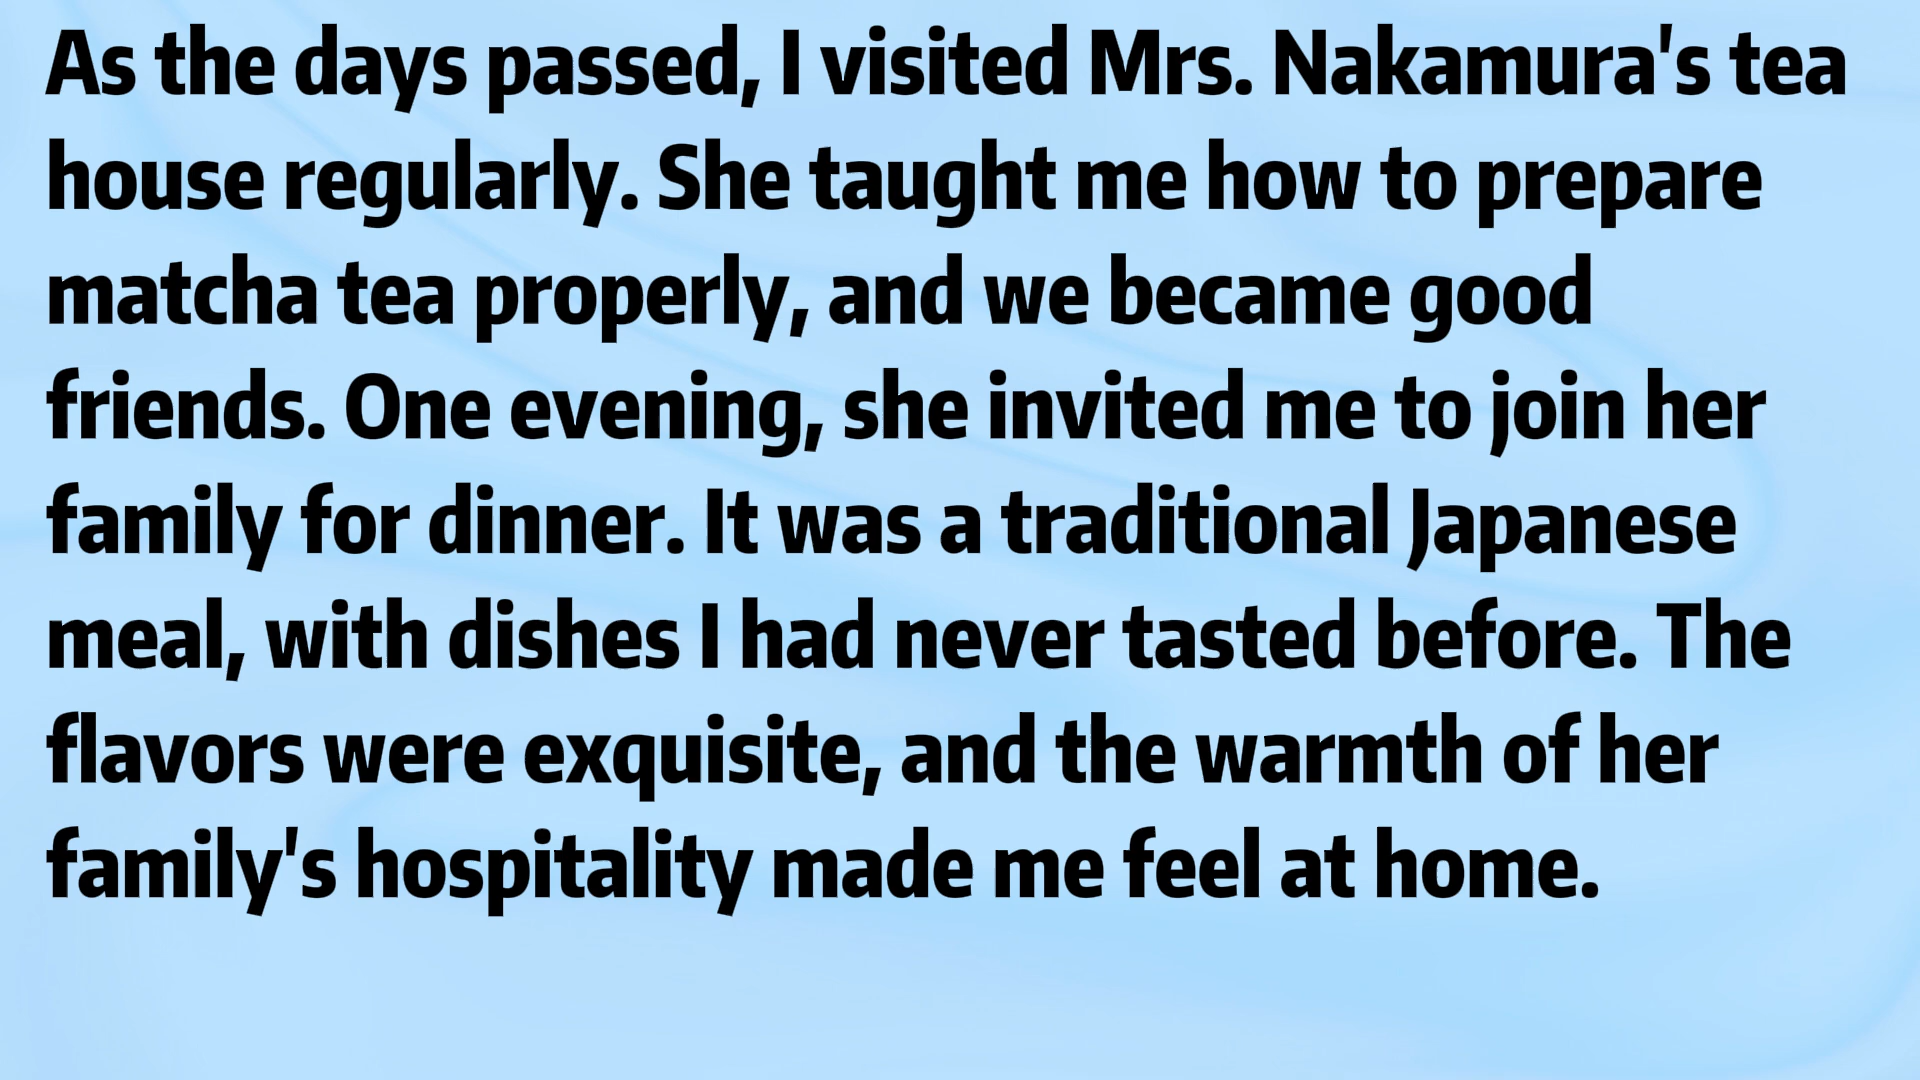 As the days passed, I visited Mrs. Nakamura's tea
house regularly. She taught me how to prepare
matcha tea properly, and we became good
friends. One evening, she invited me to join her
family for dinner. It was a traditional Japanese
meal, with dishes I had never tasted before. The
flavors were exquisite, and the warmth of her
family's hospitality made me feel at home.